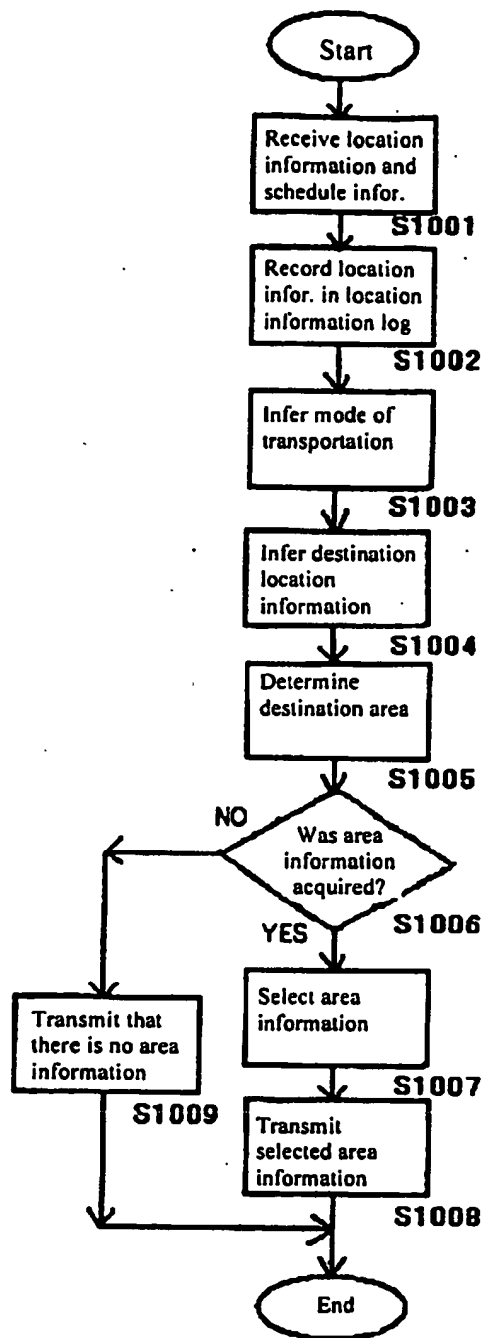 Start
Receive location
information and
schedule infor.
S1001
Record location
infor. in location
information log
S1002
Infer mode of
transportation
S1003
Infer destination
location
information
S1004
Determine
destination area
S1005
NO
Was area
information
acquired?
S1006
YES
Select area
information
S1007
Transmit that
there is no area
information
S1009
Transmit
selected area
information
S1008
End